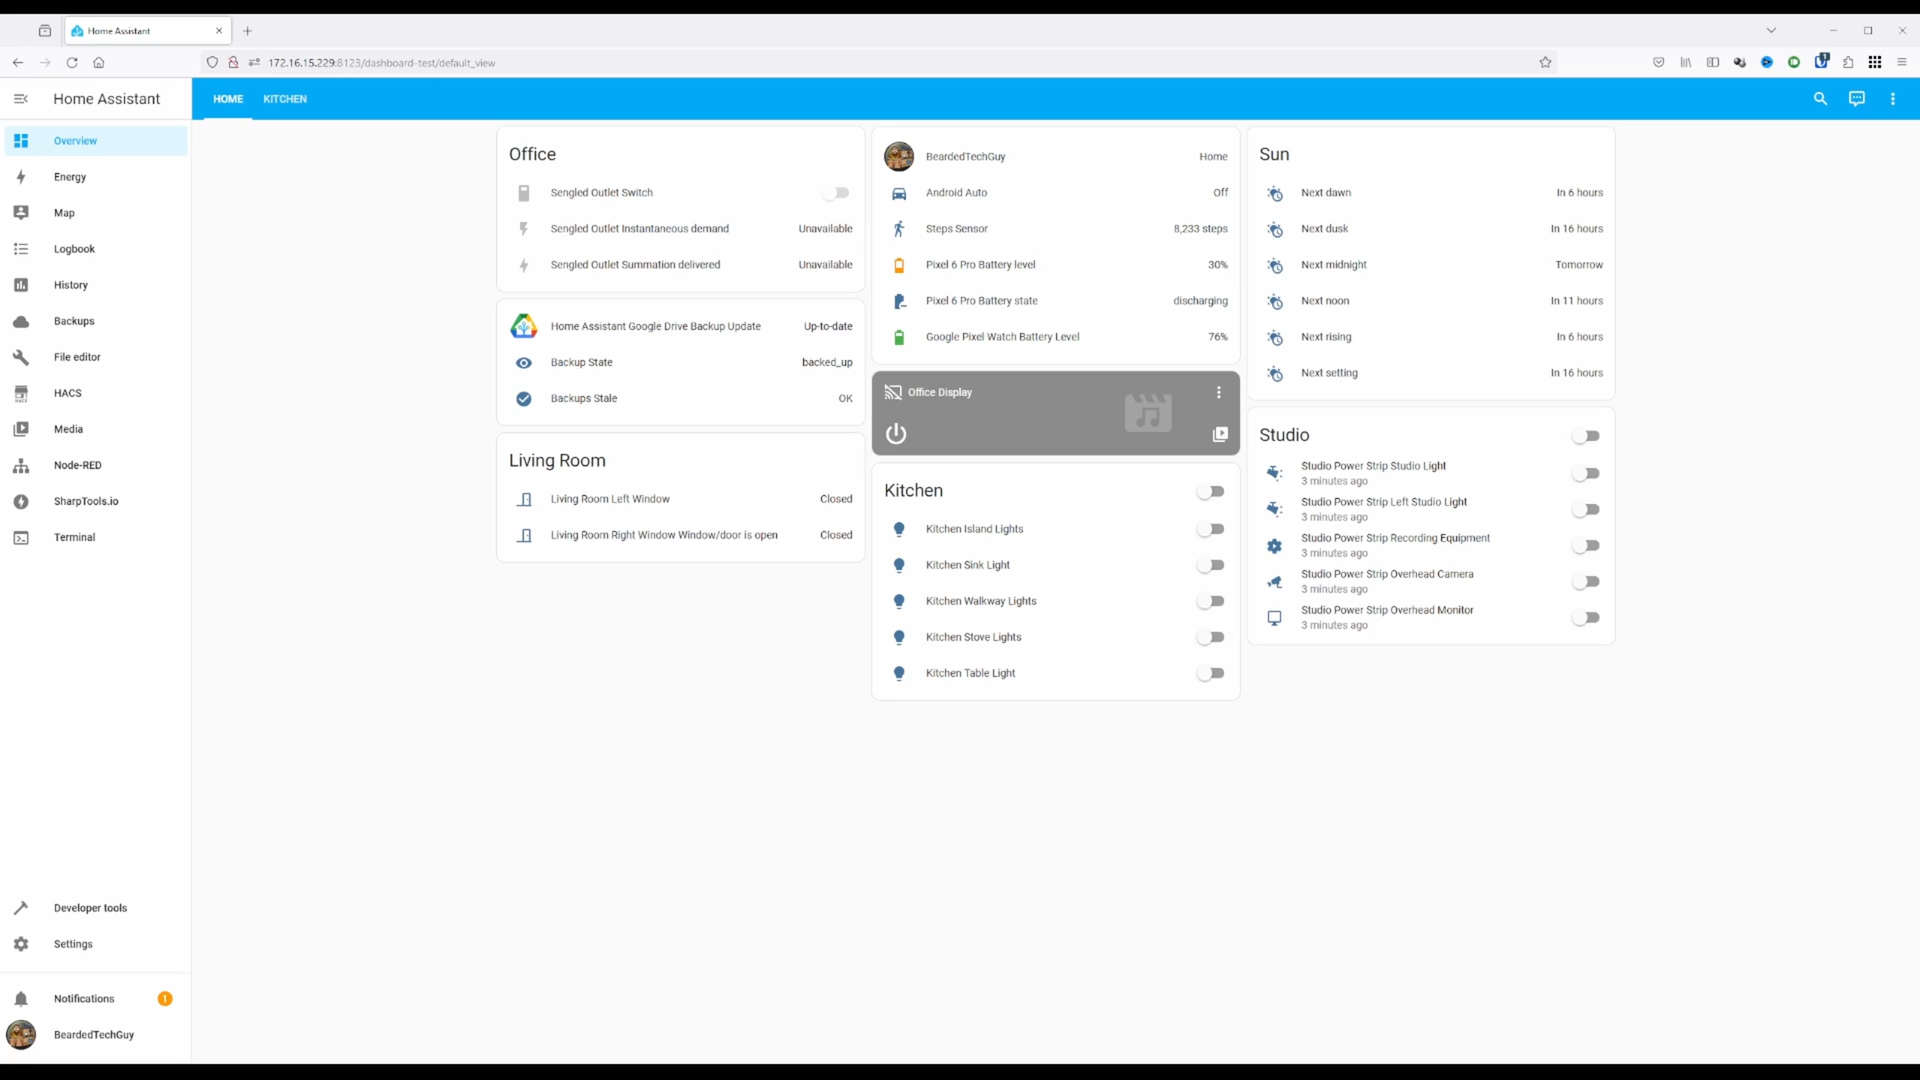 Home Assistant
172.16.15.229:8123/dashboard-test/default_view
Home Assistant
HOME
KITCHEN
Overview
Energy
Map
Logbook
History
Backups
File editor
HACS
HACS
Media
Node-RED
SharpTools.io
Terminal
Developer tools
Settings
Notifications
1
BeardedTechGuy
Office
Sengled Outlet Switch
Sengled Outlet Instantaneous demand Unavailable
Sengled Outlet Summation delivered Unavailable
Home Assistant Google Drive Backup Update Up-to-date
Backup State backed_up
Backups Stale OK
Living Room
Living Room Left Window Closed
Living Room Right Window Window/door is open Closed
BeardedTechGuy Home
Android Auto Off
Steps Sensor 8,233 steps
Pixel 6 Pro Battery level 30%
Pixel 6 Pro Battery state discharging
Google Pixel Watch Battery Level 76%
Office Display
Kitchen
Kitchen Island Lights
Kitchen Sink Light
Kitchen Walkway Lights
Kitchen Stove Lights
Kitchen Table Light
Sun
Next dawn In 6 hours
Next dusk In 16 hours
Next midnight Tomorrow
Next noon In 11 hours
Next rising In 6 hours
Next setting In 16 hours
Studio
Studio Power Strip Studio Light
3 minutes ago
Studio Power Strip Left Studio Light
3 minutes ago
Studio Power Strip Recording Equipment
3 minutes ago
Studio Power Strip Overhead Camera
3 minutes ago
Studio Power Strip Overhead Monitor
3 minutes ago